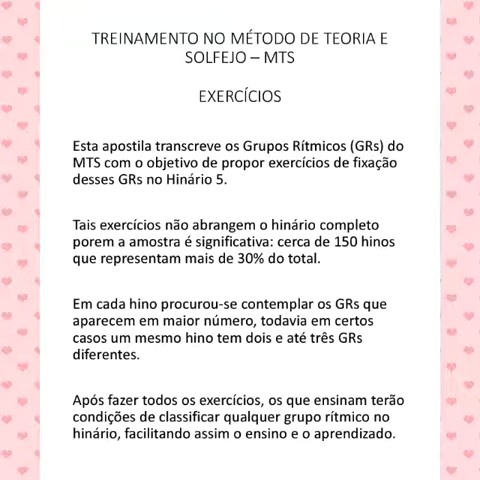 TREINAMENTO NO MÉTODO DE TEORIA E
SOLFEJO – MTS
EXERCÍCIOS
Esta apostila transcreve os Grupos Rítmicos (GRs) do
MTS com o objetivo de propor exercícios de fixação
desses GRs no Hinário 5.
Tais exercícios não abrangem o hinário completo
porem a amostra é significativa: cerca de 150 hinos
que representam mais de 30% do total.
Em cada hino procurou-se contemplar os GRs que
aparecem em maior número, todavia em certos
casos um mesmo hino tem dois e até três GRs
diferentes.
Após fazer todos os exercícios, os que ensinam terão
condições de classificar qualquer grupo rítmico no
hinário, facilitando assim o ensino e o aprendizado.